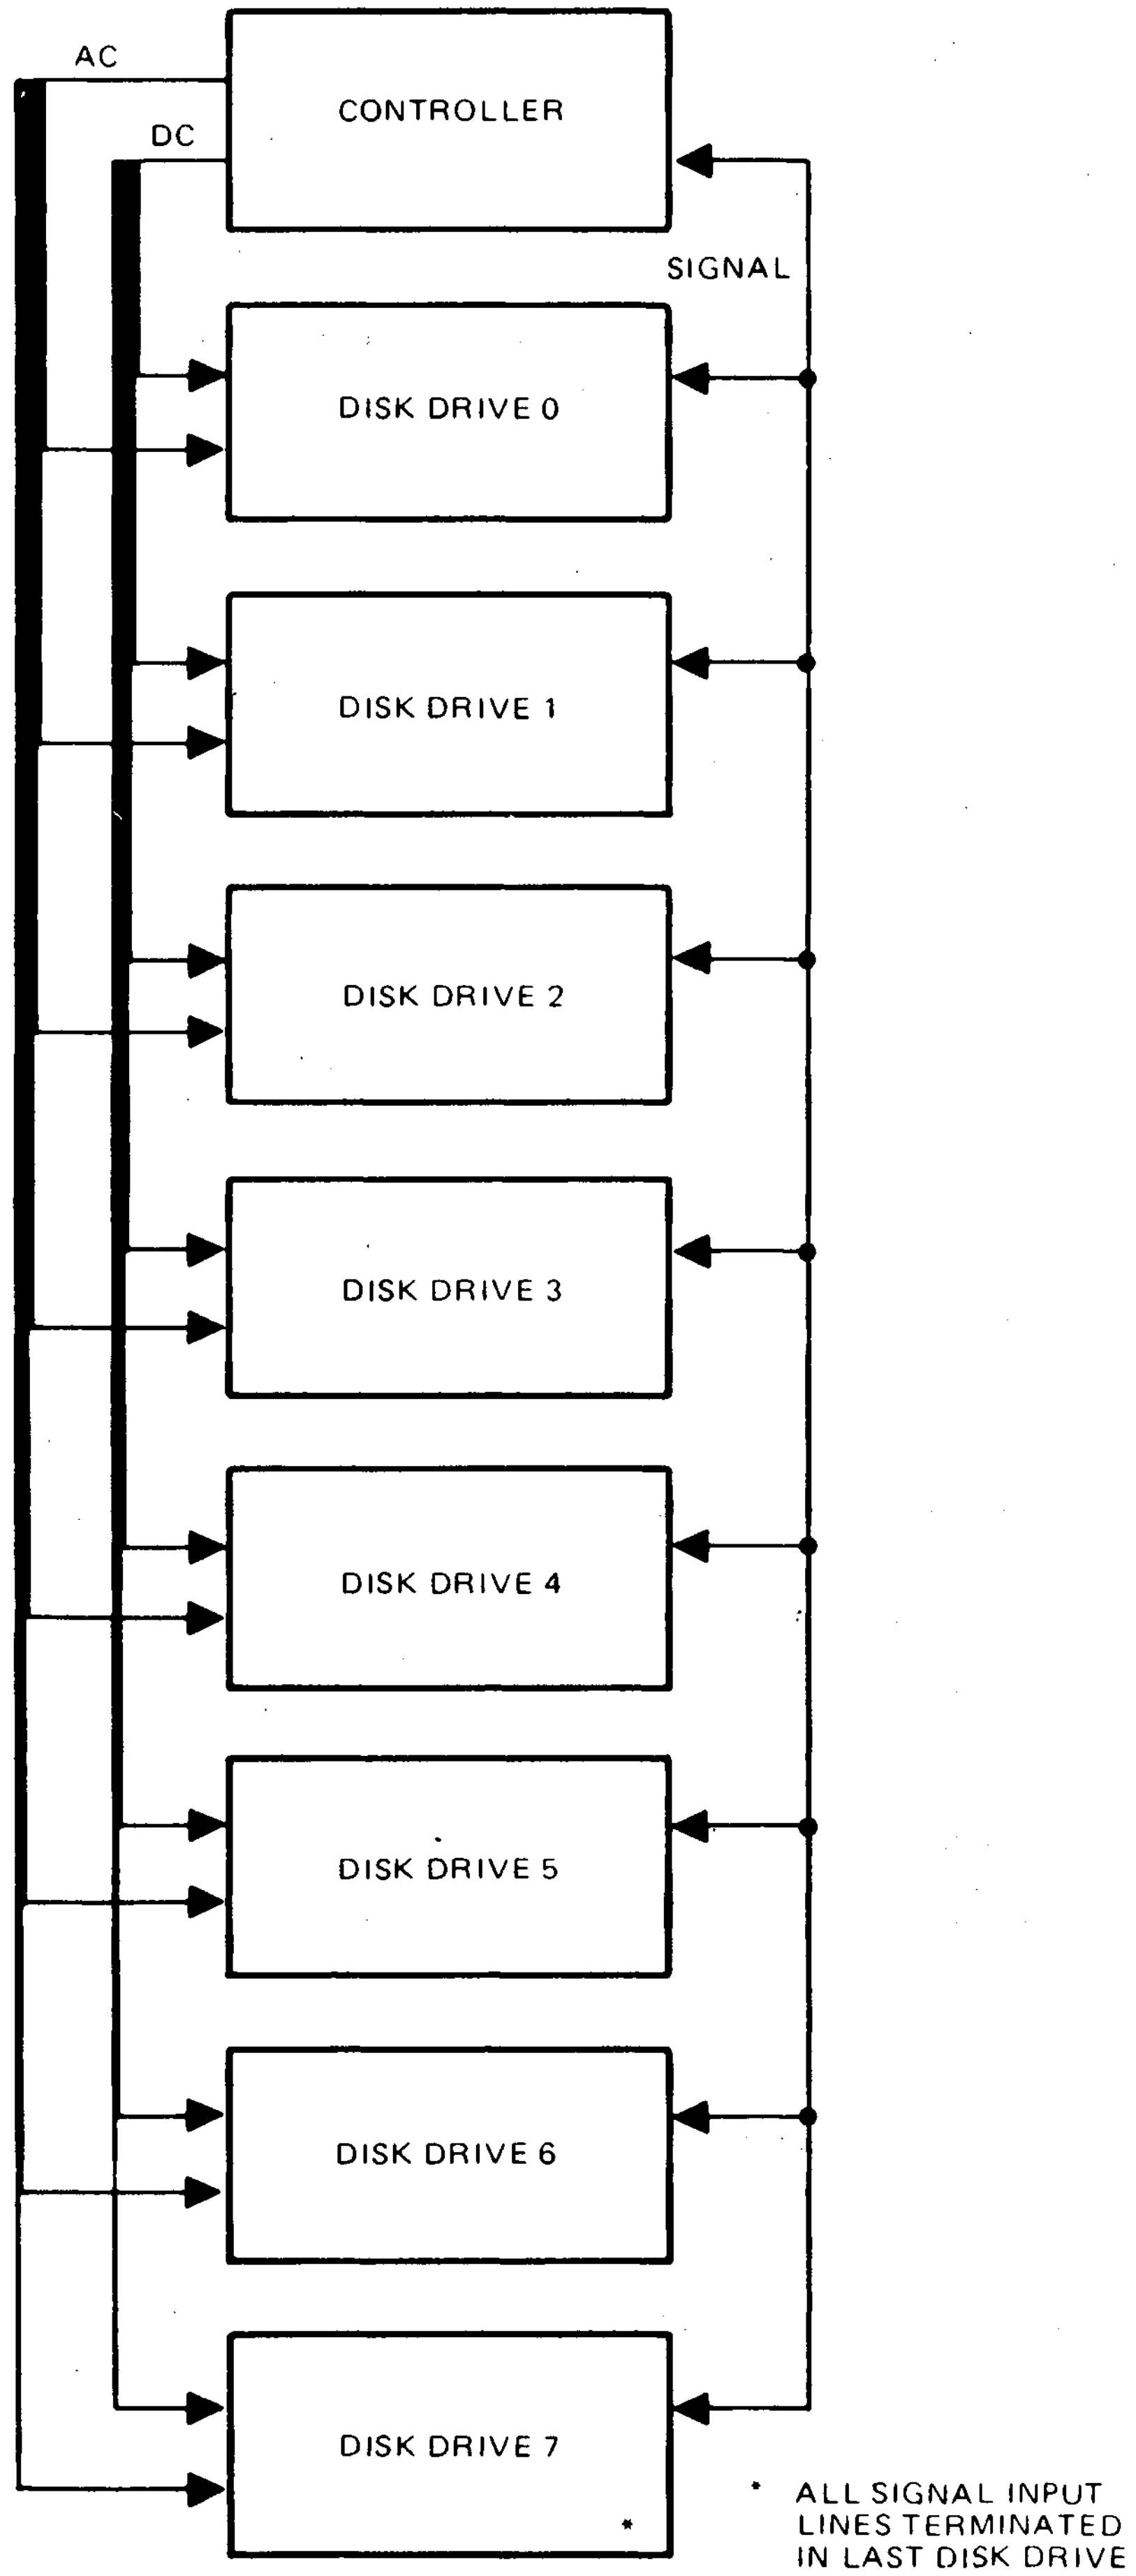 AC
CONTROLLER
DC
SIGNAL
DISK DRIVE 0
DISK DRIVE 1
DISK DRIVE 2
DISK DRIVE 3
DISK DRIVE 4
DISK DRIVE 5
DISK DRIVE 6
DISK DRIVE 7
*
* ALL SIGNAL INPUT
LINES TERMINATED
IN LAST DISK DRIVE